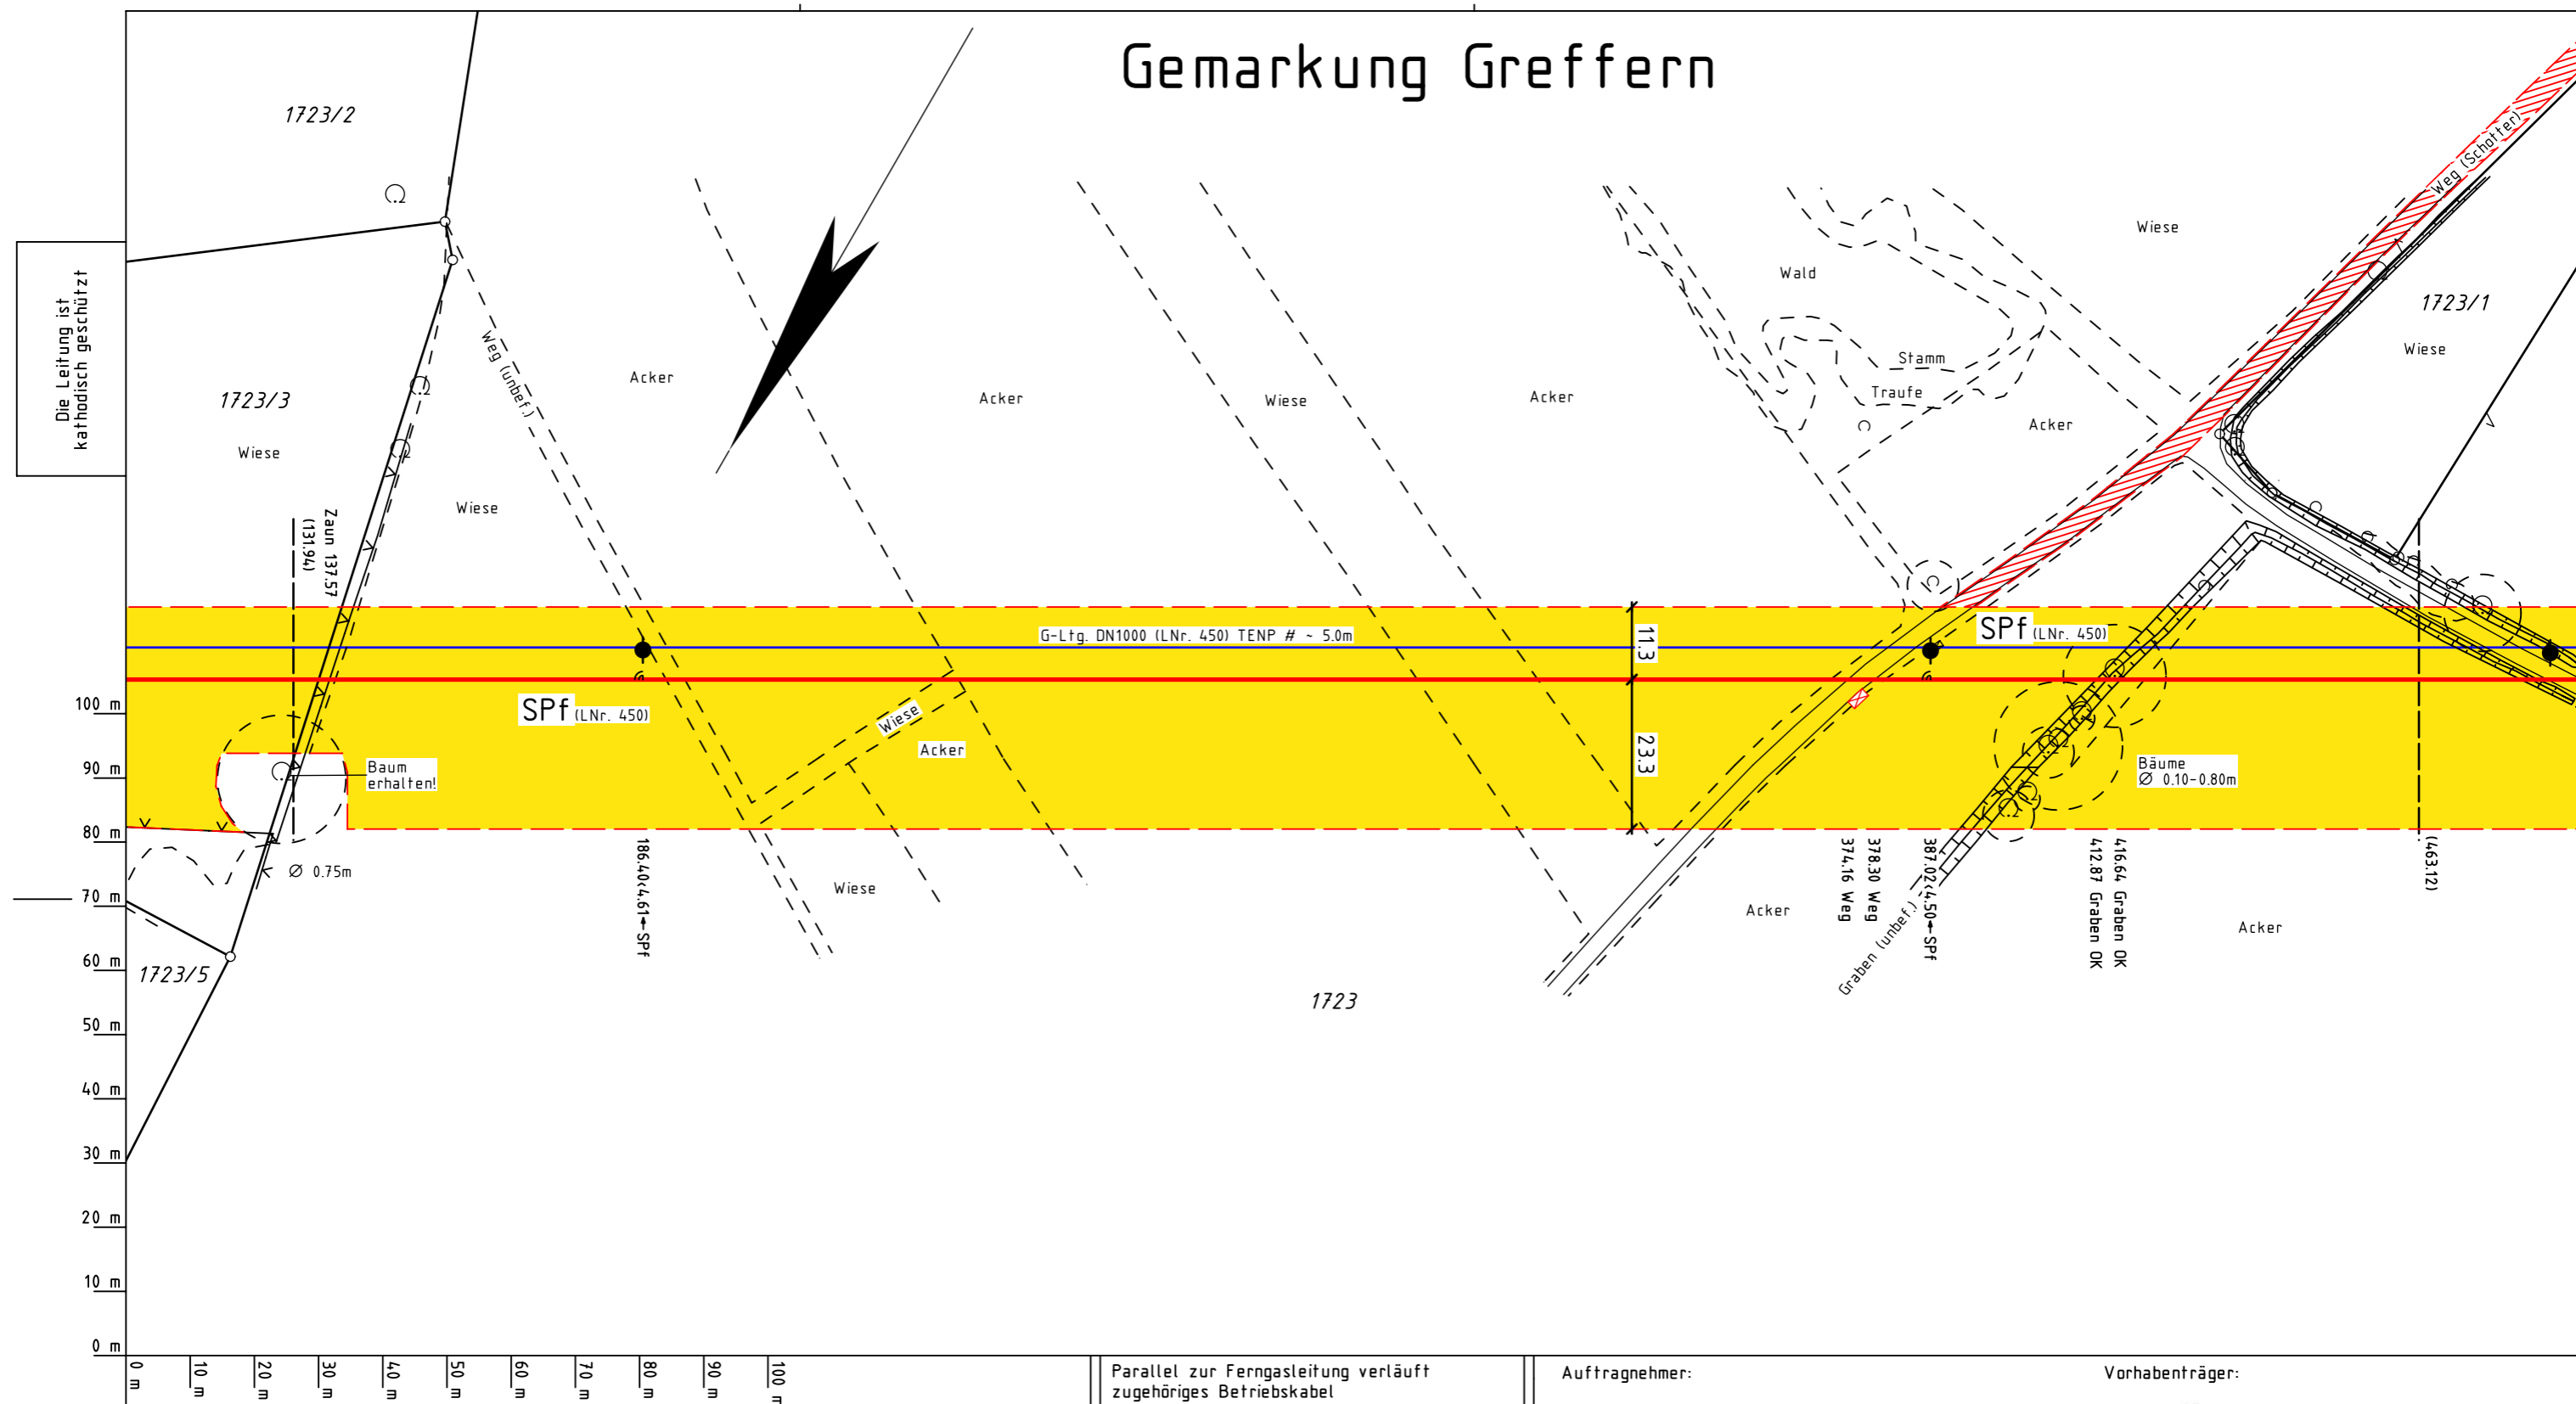 Gemarkung Greffern
1723/2
Weg (Schotter)
Wiese
Wald
Die Leitung ist
kathodisch geschützt
1723/1
Wiese
Stamm
Traufe
Weg (unbef.)
Acker
Acker
Wiese
Acker
Acker
1723/3
Wiese
Wiese
Zaun 137.57
(131.94)
G-Ltg. DN1000 (LNr. 450) TENP # ~ 5.0m
11.3
SPf (LNr. 450)
SPf (LNr. 450)
Wiese
Acker
23.3
Baum
erhalten!
Bäume
Ø 0.10-0.80m
Ø 0.75m
186.40<4.61←SPf
Wiese
374.16 Weg
378.30 Weg
387.02<4.50←SPf
412.87 Graben OK
416.64 Graben OK
(463.12)
Graben (unbef.)
Acker
Acker
1723/5
1723
100 m
90 m
80 m
70 m
60 m
50 m
40 m
30 m
20 m
10 m
0 m
0 m
10 m
20 m
30 m
40 m
50 m
60 m
70 m
80 m
90 m
100 m
Parallel zur Ferngasleitung verläuft
zugehöriges Betriebskabel
Auftragnehmer:
Vorhabenträger: